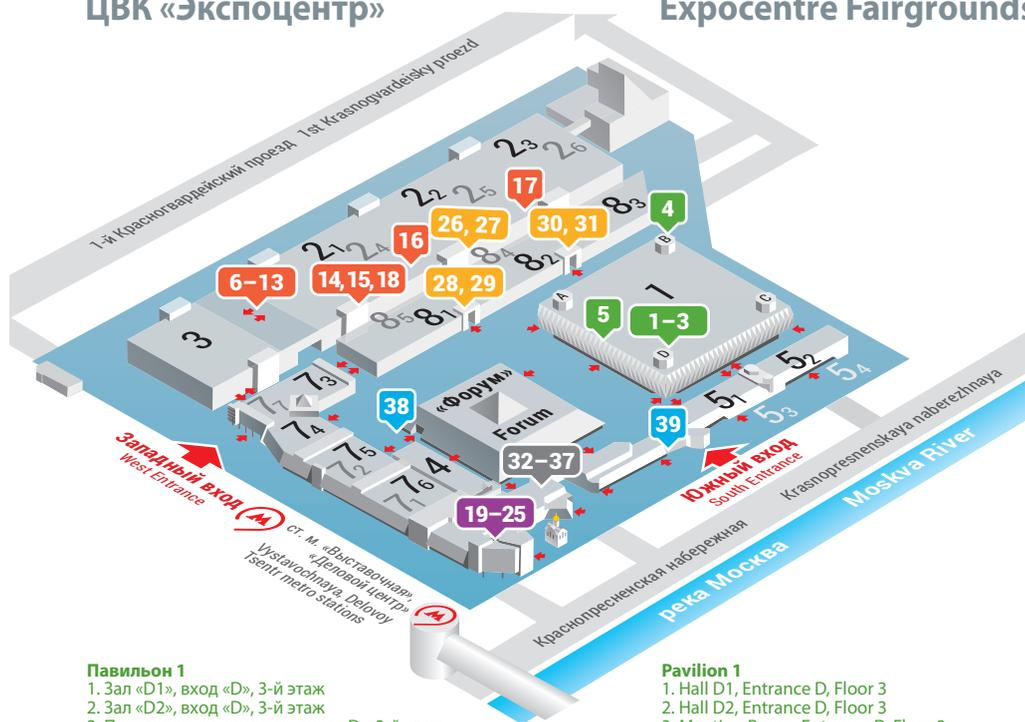 ЦВК «Экспоцентр»
Expocentre Fairgrounds
1-й Красногвардейский проезд 1st Krasnogvardeisky proezd
2₃
2₆
2₂
2₅
17
8₃
4
26, 27
30, 31
B
2₁
2₄
16
8₄
8₂
6–13
14,15,18
28, 29
1
A
C
5
1–3
8₅
8₁
3
D
5₂
5₄
7₃
7₇
«Форум»
Forum
38
5₁
5₃
39
7₄
7₅
7₂
4
32–37
7₆
7₁
19–25
Западный вход
West Entrance
Южный вход
South Entrance
ст. м. «Выставочная»,
«Деловой центр»
Vystavochnaya, Delovoy
Tsentr metro stations
Краснопресненская набережная
Krasnopresnenskaya naberezhnaya
река Москва
Moskva River
Павильон 1
1. Зал «D1», вход «D», 3-й этаж
2. Зал «D2», вход «D», 3-й этаж
Pavilion 1
1. Hall D1, Entrance D, Floor 3
2. Hall D2, Entrance D, Floor 3